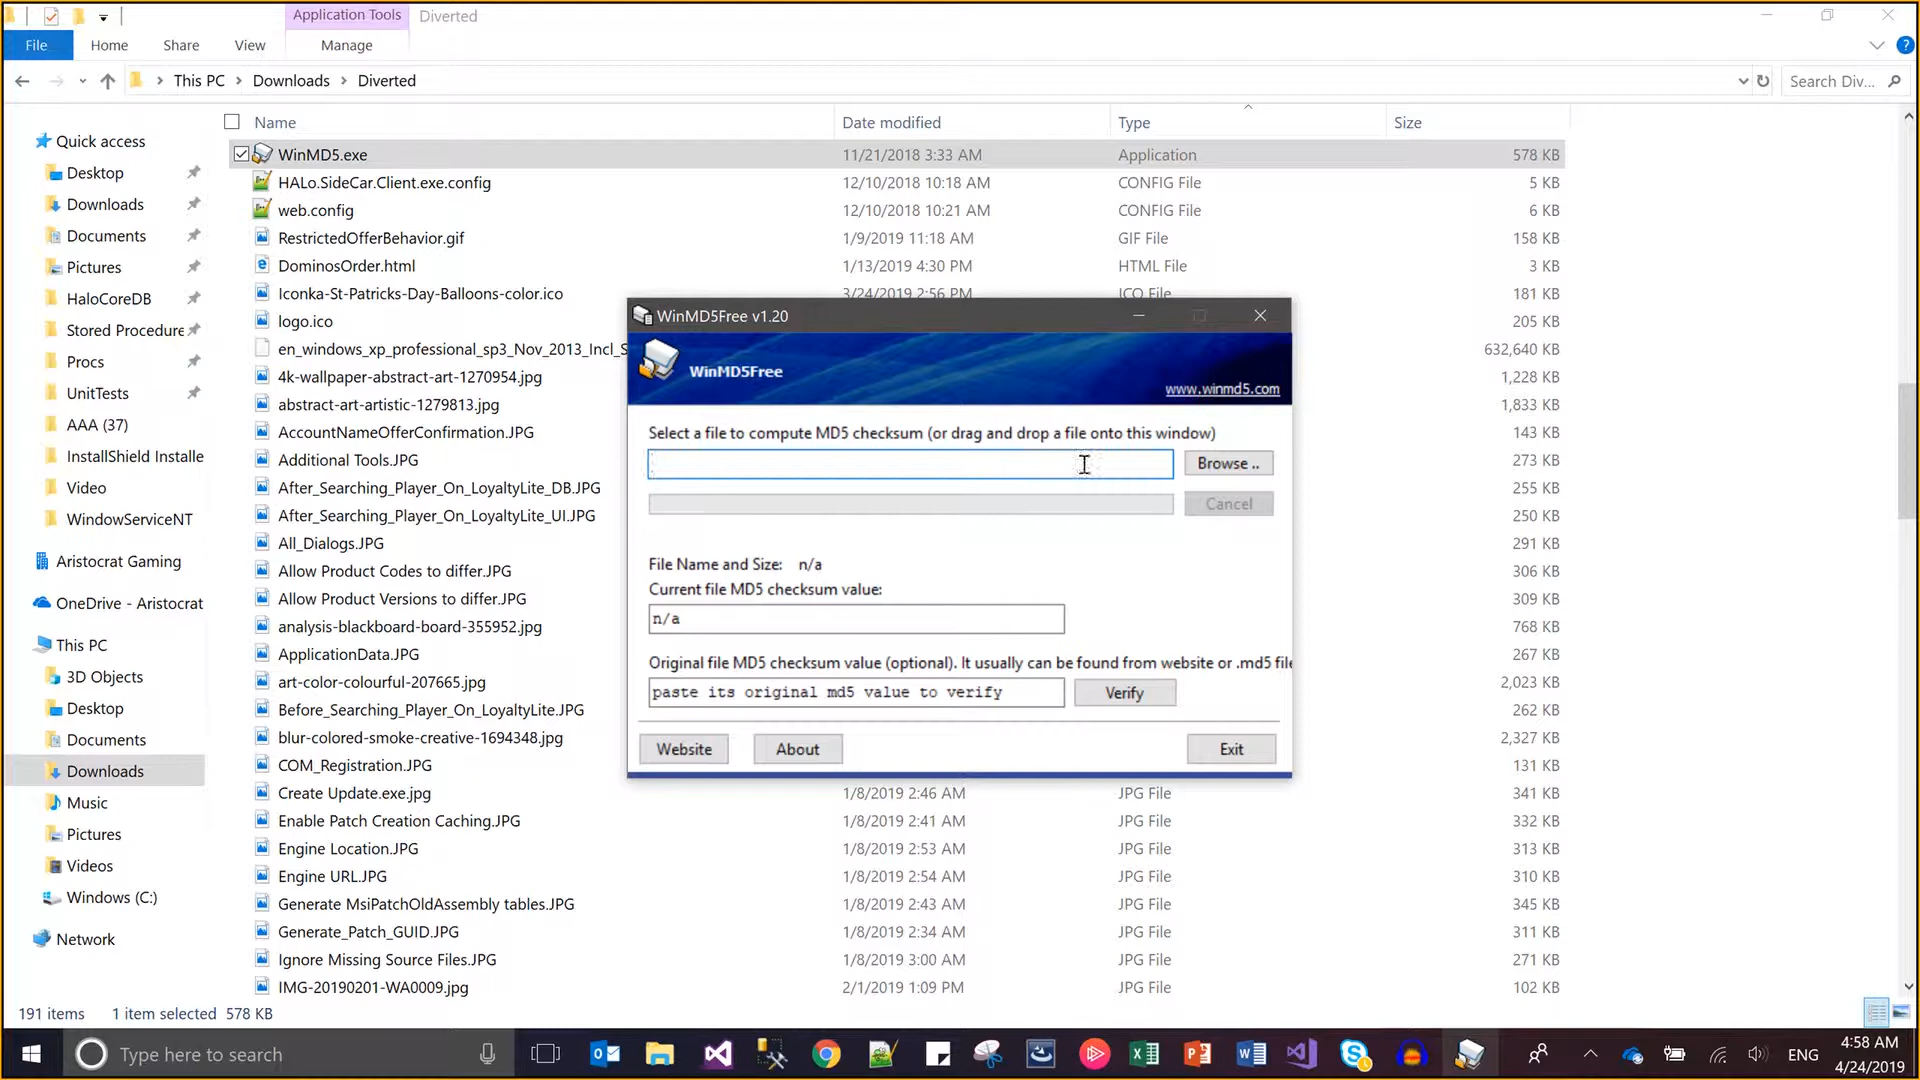 Application Tools Diverted
File Home Share View Manage
This PC Downloads Diverted Search Div...
Name Date modified Type Size
WinMD5.exe 11/21/2018 3:33 AM Application 578 KB
HALo.SideCar.Client.exe.config 12/10/2018 10:18 AM CONFIG File 5 KB
web.config 12/10/2018 10:21 AM CONFIG File 6 KB
RestrictedOfferBehavior.gif 1/9/2019 11:18 AM GIF File 158 KB
DominosOrder.html 1/13/2019 4:30 PM HTML File 3 KB
Iconka-St-Patricks-Day-Balloons-color.ico 3/24/2019 2:56 PM ICO File 181 KB
logo.ico 205 KB
en_windows_xp_professional_sp3_Nov_2013_Incl_S 632,640 KB
4k-wallpaper-abstract-art-1270954.jpg 1,228 KB
abstract-art-artistic-1279813.jpg 1,833 KB
AccountNameOfferConfirmation.JPG 143 KB
Additional Tools.JPG 273 KB
After_Searching_Player_On_LoyaltyLite_DB.JPG 255 KB
After_Searching_Player_On_LoyaltyLite_UI.JPG 250 KB
All_Dialogs.JPG 291 KB
Allow Product Codes to differ.JPG 306 KB
Allow Product Versions to differ.JPG 309 KB
analysis-blackboard-board-355952.jpg 768 KB
ApplicationData.JPG 267 KB
art-color-colourful-207665.jpg 2,023 KB
Before_Searching_Player_On_LoyaltyLite.JPG 262 KB
blur-colored-smoke-creative-1694348.jpg 2,327 KB
COM_Registration.JPG 131 KB
Create Update.exe.jpg 1/8/2019 2:46 AM JPG File 341 KB
Enable Patch Creation Caching.JPG 1/8/2019 2:41 AM JPG File 332 KB
Engine Location.JPG 1/8/2019 2:53 AM JPG File 313 KB
Engine URL.JPG 1/8/2019 2:54 AM JPG File 310 KB
Generate MsiPatchOldAssembly tables.JPG 1/8/2019 2:43 AM JPG File 345 KB
Generate_Patch_GUID.JPG 1/8/2019 2:34 AM JPG File 311 KB
Ignore Missing Source Files.JPG 1/8/2019 3:00 AM JPG File 271 KB
IMG-20190201-WA0009.jpg 2/1/2019 1:09 PM JPG File 102 KB
Quick access
Desktop
Downloads
Documents
Pictures
HaloCoreDB
Stored Procedure
Procs
UnitTests
AAA (37)
InstallShield Installe
Video
WindowServiceNT
Aristocrat Gaming
OneDrive - Aristocrat
This PC
3D Objects
Desktop
Documents
Downloads
Music
Pictures
Videos
Windows (C:)
Network
WinMD5Free v1.20
WinMD5Free
www.winmd5.com
Select a file to compute MD5 checksum (or drag and drop a file onto this window)
Browse ..
Cancel
File Name and Size: n/a
Current file MD5 checksum value:
n/a
Original file MD5 checksum value (optional). It usually can be found from website or .md5 file
paste its original md5 value to verify Verify
Website About Exit
191 items 1 item selected 578 KB
Type here to search
ENG
4:58 AM
4/24/2019